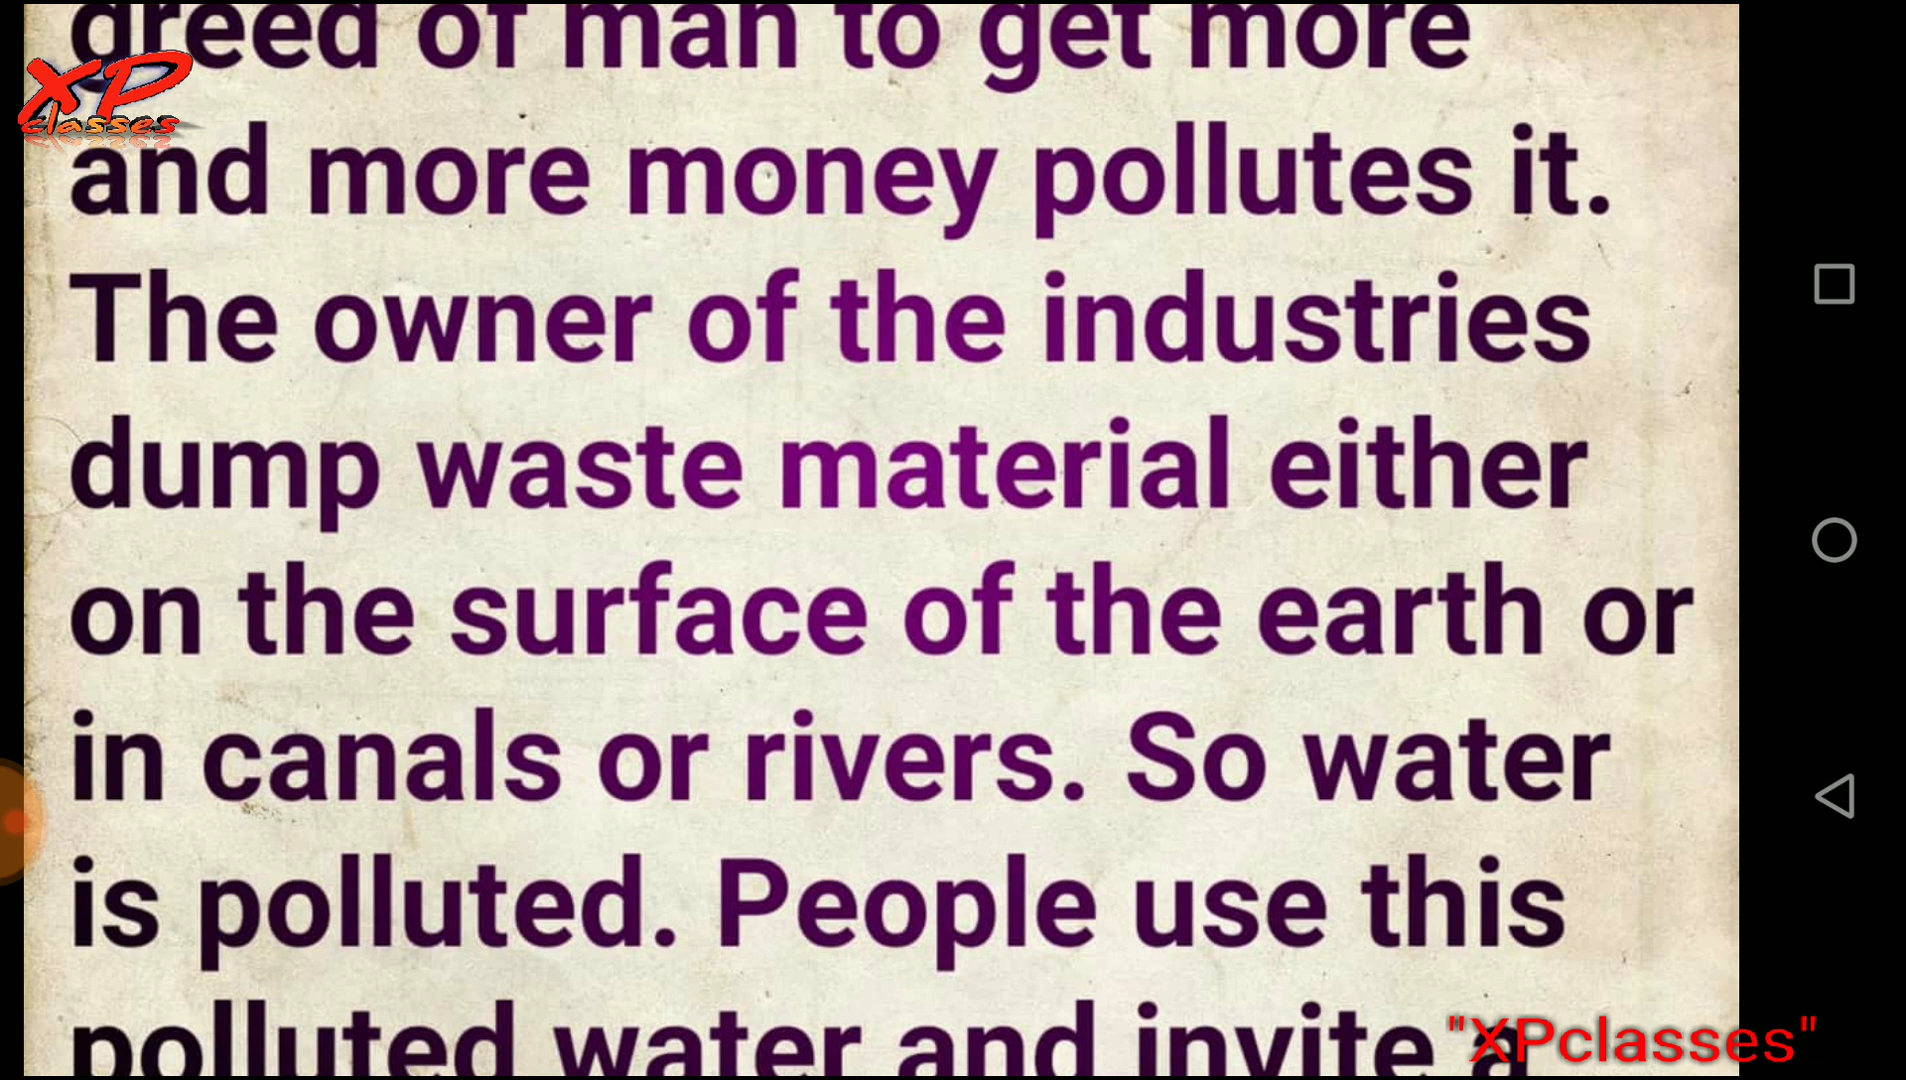 greed of man to get more
XP
classes
and more money pollutes it.
The owner of the industries
dump waste material either
on the surface of the earth or
in canals or rivers. So water
is polluted. People use this
polluted water and invite a
"XPclasses"